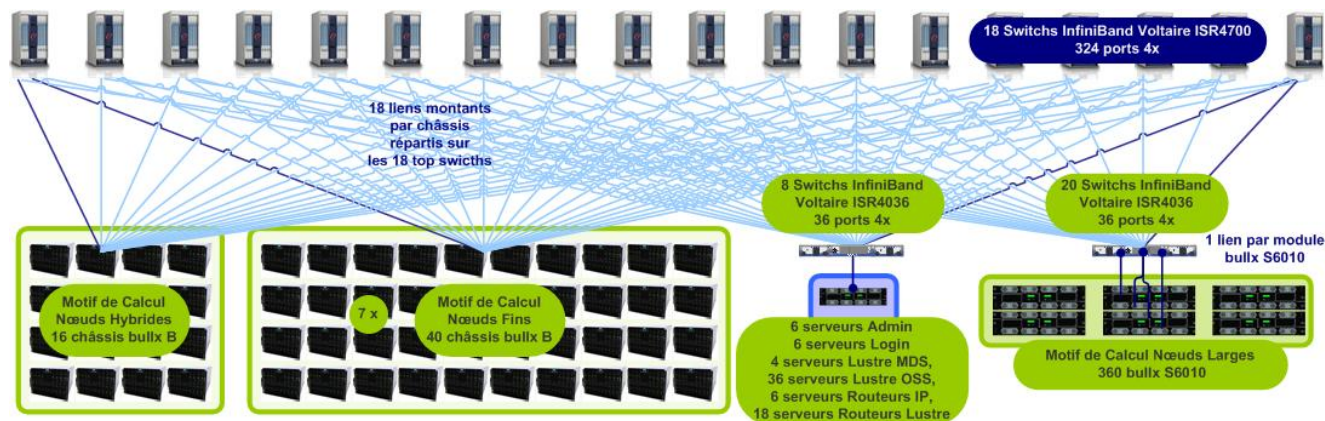 18 Switchs InfiniBand Voltaire ISR4700
324 ports 4x
18 liens montants
par châssis
répartis sur
les 18 top swicths
8 Switchs InfiniBand
Voltaire ISR4036
36 ports 4x
20 Switchs InfiniBand
Voltaire ISR4036
36 ports 4x
1 lien par module
bullx S6010
Motif de Calcul
Nœuds Hybrides
16 châssis bullx B
7 x
Motif de Calcul
Nœuds Fins
40 châssis bullx B
6 serveurs Admin
6 serveurs Login
4 serveurs Lustre MDS,
36 serveurs Lustre OSS,
6 serveurs Routeurs IP,
18 serveurs Routeurs Lustre
Motif de Calcul Nœuds Larges
360 bullx S6010